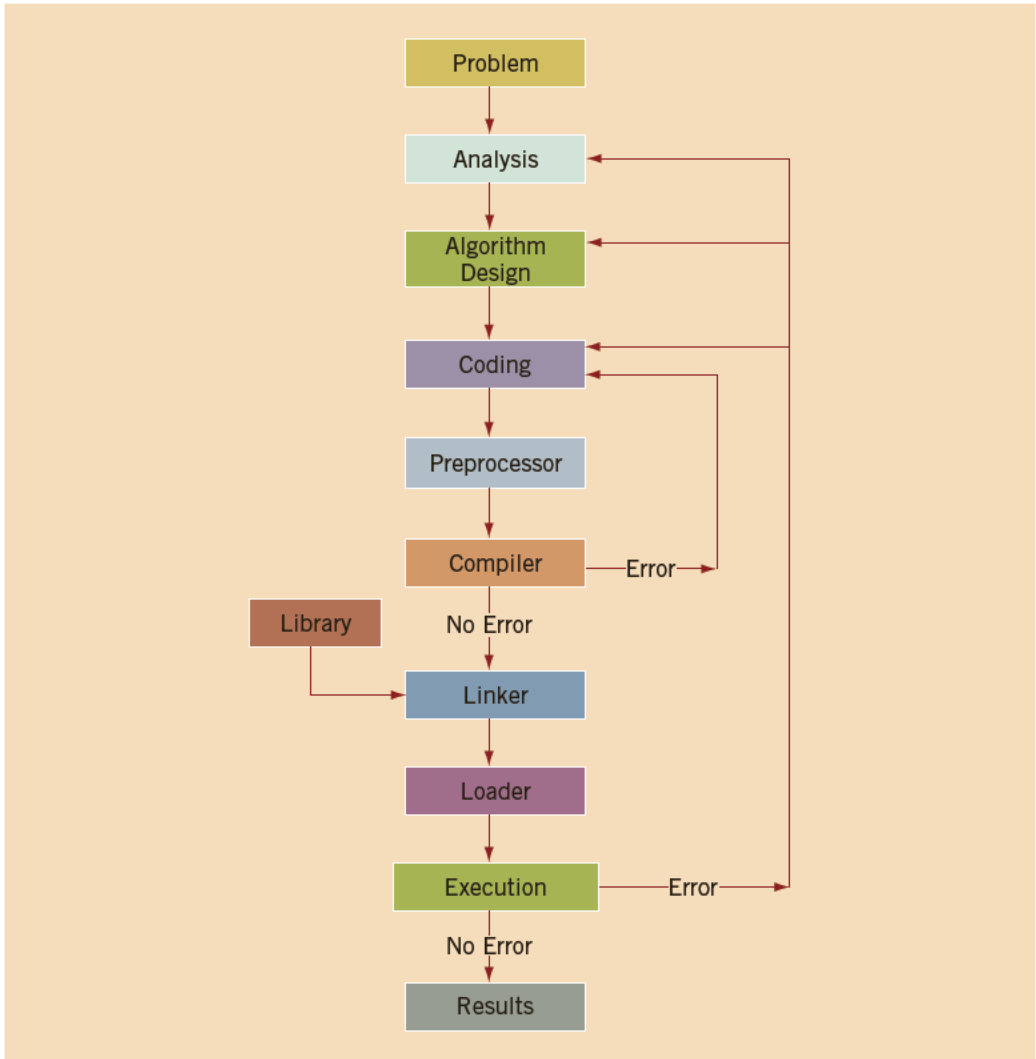 Problem
Analysis
Algorithm
Design
Coding
Preprocessor
Compiler
Error
Library
No Error
Linker
Loader
Execution
Error
No Error
Results